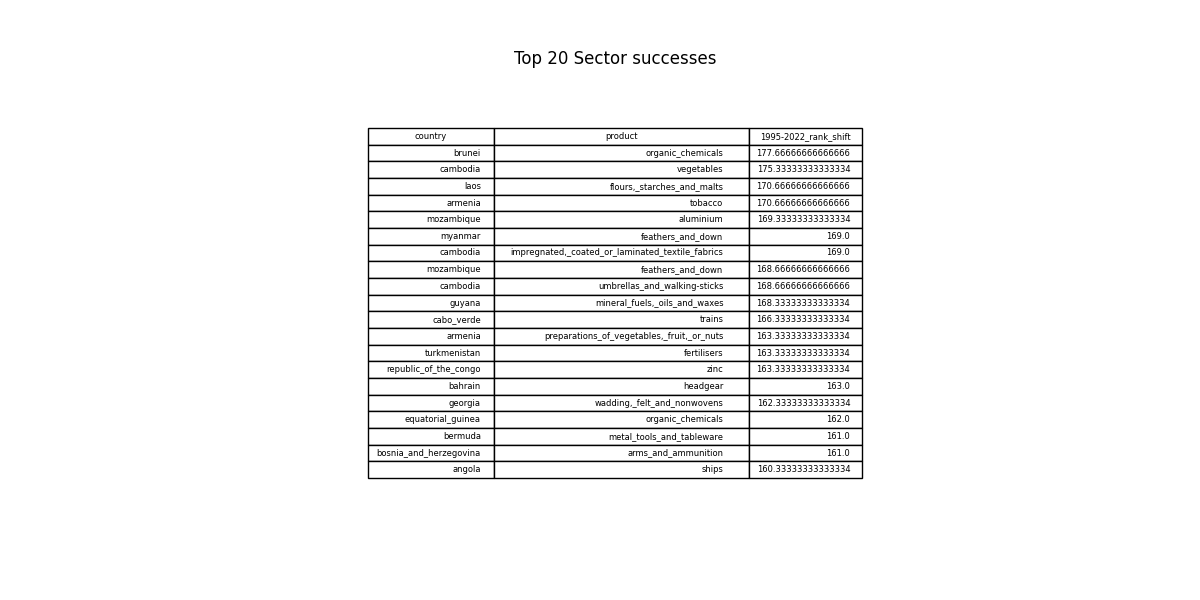 Top 20 Sector successes
country product 1995-2022_rank_shift
brunei organic_chemicals 177.66666666666666
cambodia vegetables 175.33333333333334
laos flours,_starches_and_malts 170.66666666666666
armenia tobacco 170.66666666666666
mozambique aluminium 169.33333333333334
myanmar feathers_and_down 169.0
cambodia impregnated,_coated_or_laminated_textile_fabrics 169.0
mozambique feathers_and_down 168.66666666666666
cambodia umbrellas_and_walking-sticks 168.66666666666666
guyana mineral_fuels,_oils_and_waxes 168.33333333333334
cabo_verde trains 166.33333333333334
armenia preparations_of_vegetables,_fruit,_or_nuts 163.33333333333334
turkmenistan fertilisers 163.33333333333334
republic_of_the_congo zinc 163.33333333333334
bahrain headgear 163.0
georgia wadding,_felt_and_nonwovens 162.33333333333334
equatorial_guinea organic_chemicals 162.0
bermuda metal_tools_and_tableware 161.0
bosnia_and_herzegovina arms_and_ammunition 161.0
angola ships 160.33333333333334